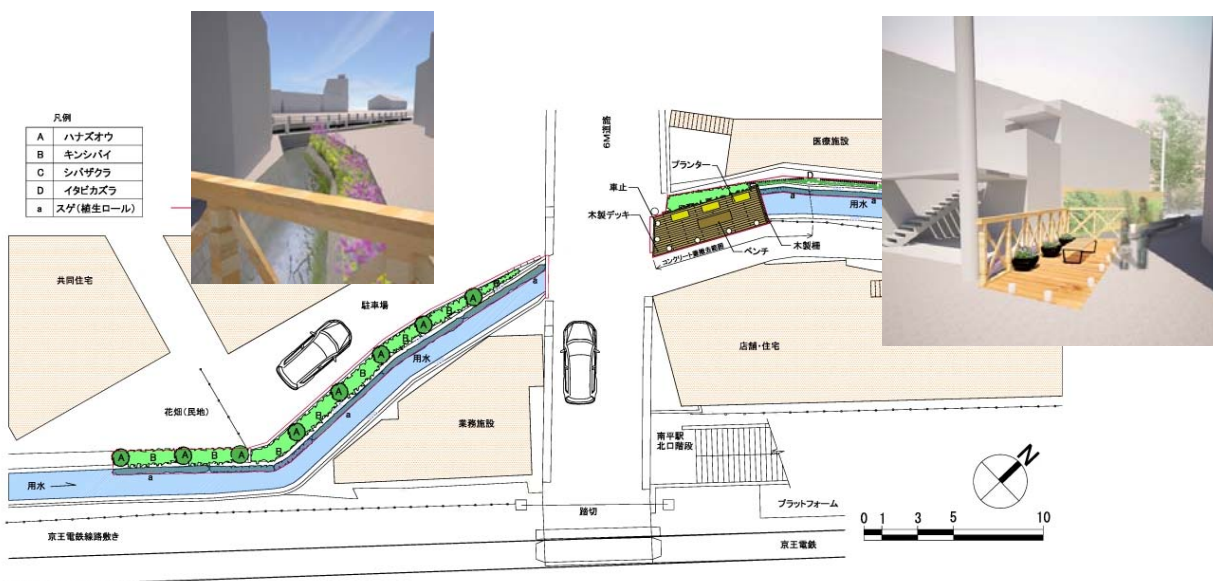 凡例
A ハナズオウ
B キンシバイ
C シバザクラ
D イタビカズラ
a スゲ(植生ロール)
6M道路
医療施設
プランター
車止
木製デッキ
D
a
用水
木製柵
ベンチ
共同住宅
駐車場
a
A
B
A
B
A
用水
店舗・住宅
A
B
a
花畑(民地)
A
業務施設
南平駅
北口階段
A B A B A B
a
用水
N
踏切
プラットフォーム
0 1 3 5 10
京王電鉄線路敷き
京王電鉄